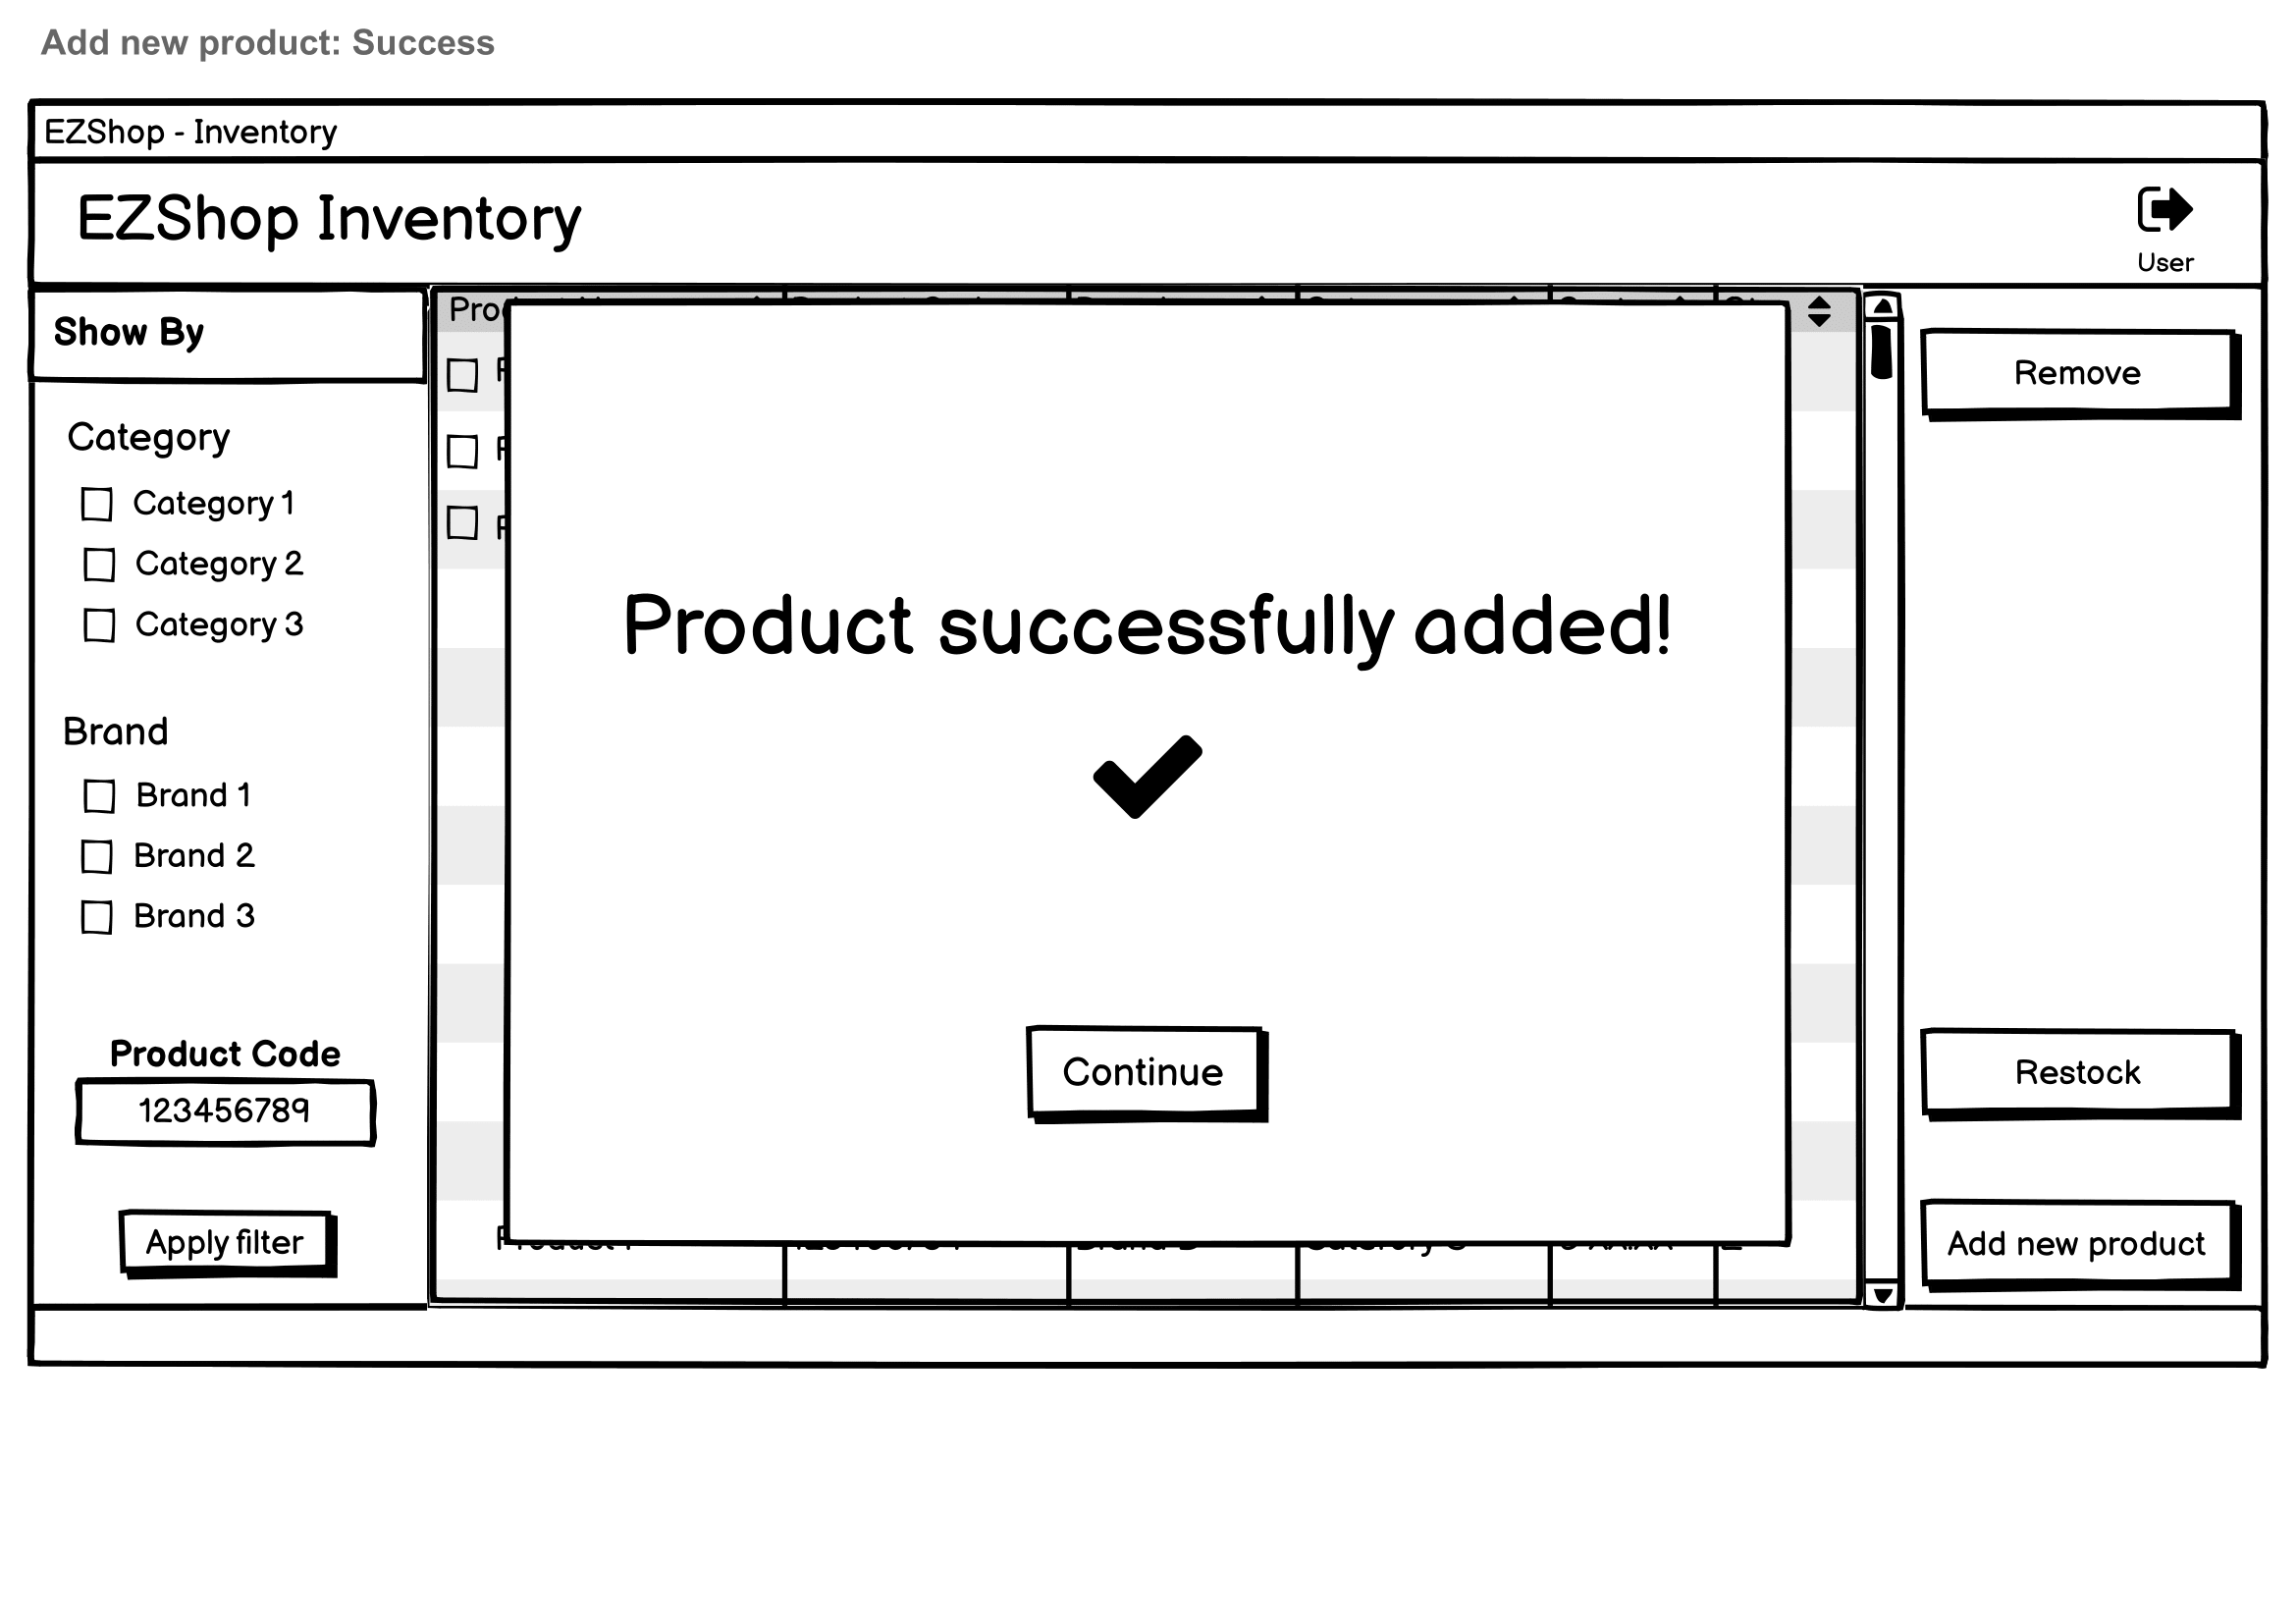 Add new product: Success
EZShop - Inventory
EZShop Inventory
User
Show By
Category
Category 1
Category 2
Category 3
Brand
Brand 1
Brand 2
Brand 3
Product Code
123456789
Apply filter
Product successfully added!
Continue
Remove
Restock
Add new product